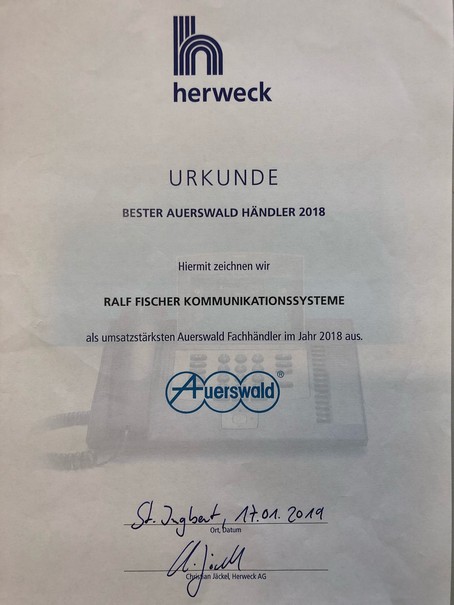 herweck
URKUNDE
BESTER AUERSWALD HÄNDLER 2018
Hiermit zeichnen wir
RALF FISCHER KOMMUNIKATIONSSYSTEME
als umsatzstärksten Auerswald Fachhändler im Jahr 2018 aus.
Auerswald®
St. Ingbert, 17.01.2019
Ort, Datum
C. Jäckel
Christian Jäckel, Herweck AG